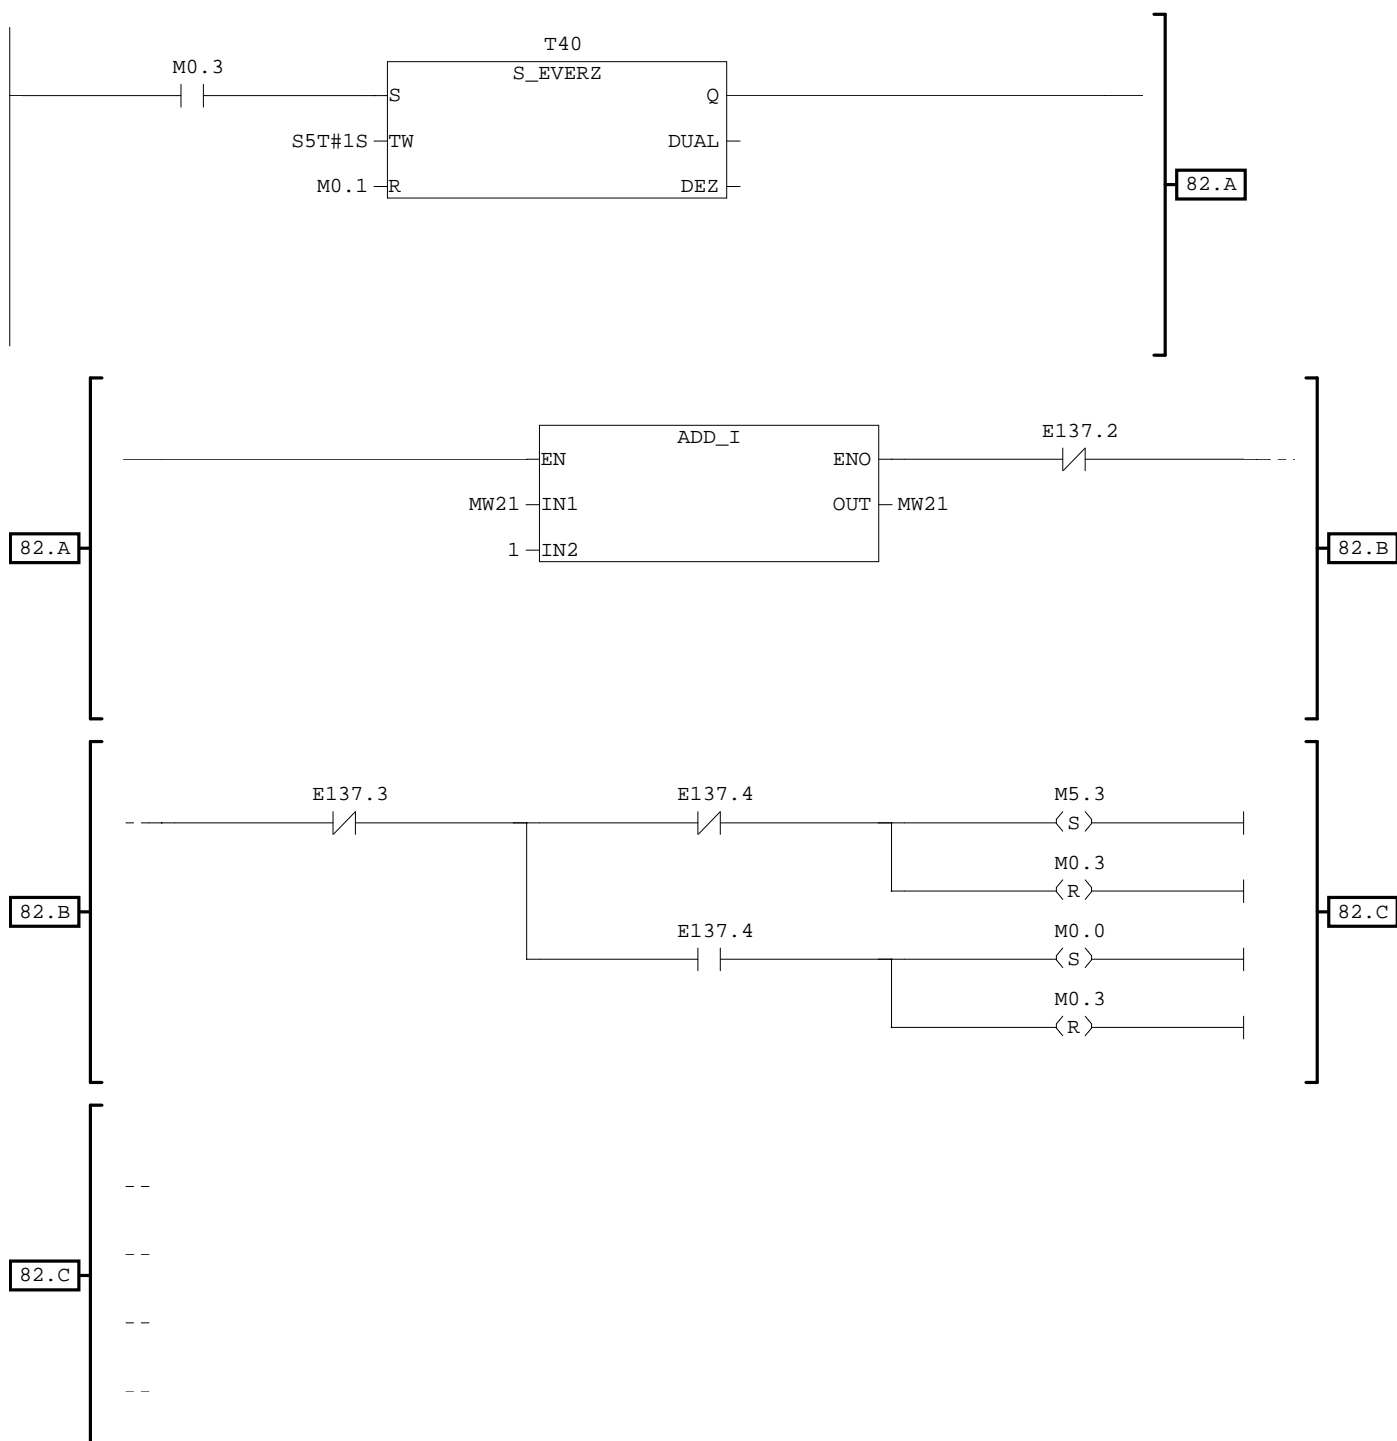 T40
M0.3
S_EVERZ
S Q
S5T#1S TW DUAL
M0.1 R DEZ
82.A
ADD_I
E137.2
EN ENO
MW21 IN1 OUT MW21
1 IN2
82.A
82.B
E137.3 E137.4 M5.3
S
M0.3
R
82.B
82.C
E137.4 M0.0
S
M0.3
R
82.C